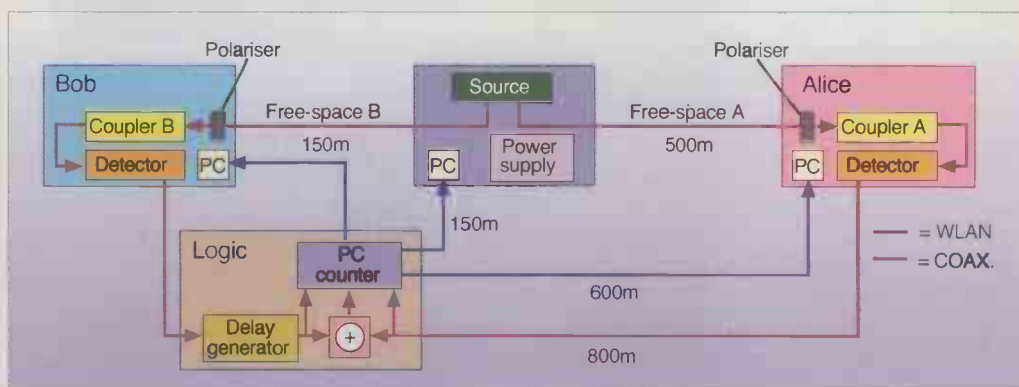 Polariser
Polariser
Bob
Source
Alice
Coupler B
Free-space B
Free-space A
Coupler A
150m
500m
Detector
PC
PC
Power
supply
PC
Detector
150m
Logic
PC
counter
= WLAN
= COAX.
600m
Delay
generator
+
800m